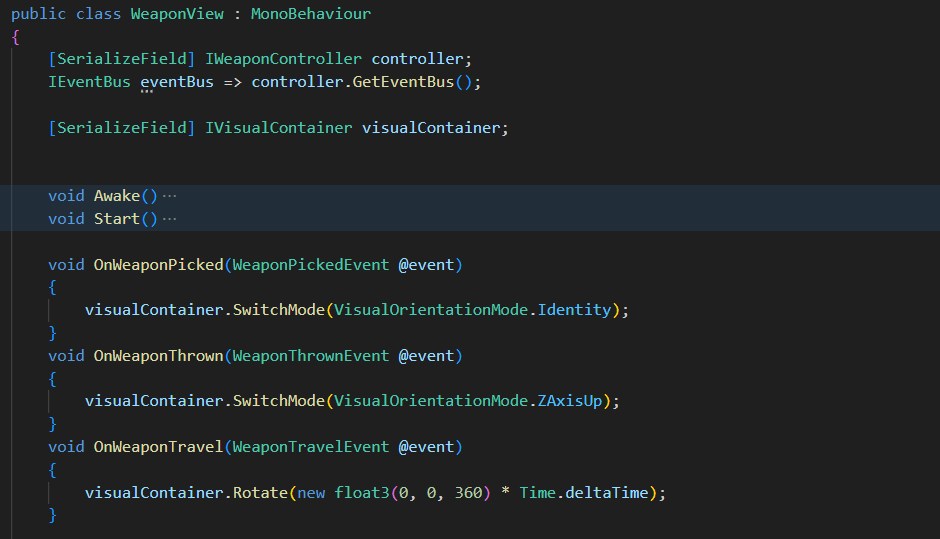 public class WeaponView : MonoBehaviour
{
[SerializeField] IWeaponController controller;
IEventBus eventBus => controller.GetEventBus();
[SerializeField] IVisualContainer visualContainer;
void Awake()⋯
void Start()⋯
void OnWeaponPicked(WeaponPickedEvent @event)
{
visualContainer.SwitchMode(VisualOrientationMode.Identity);
}
void OnWeaponThrown(WeaponThrownEvent @event)
{
visualContainer.SwitchMode(VisualOrientationMode.ZAxisUp);
}
void OnWeaponTravel(WeaponTravelEvent @event)
{
visualContainer.Rotate(new float3(0, 0, 360) * Time.deltaTime);
}